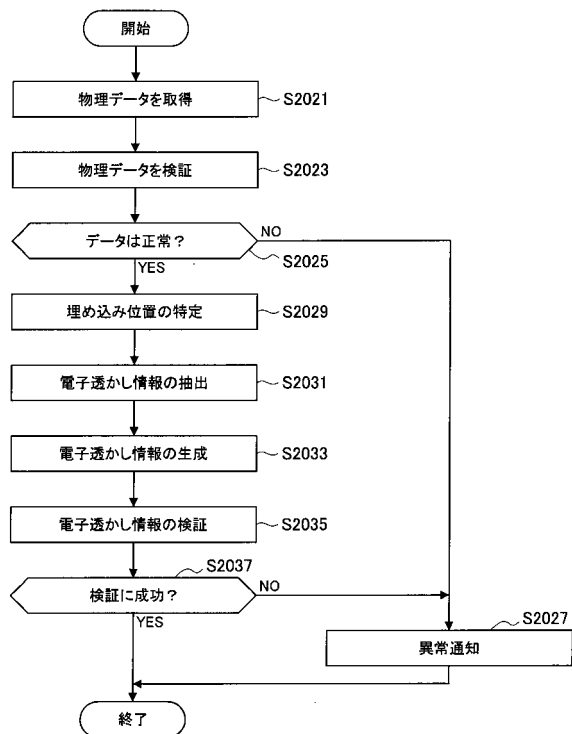 開始
物理データを取得
S2021
物理データを検証
S2023
データは正常？
NO
S2025
YES
埋め込み位置の特定
S2029
電子透かし情報の抽出
S2031
電子透かし情報の生成
S2033
電子透かし情報の検証
S2035
S2037
検証に成功？
NO
YES
S2027
異常通知
終了